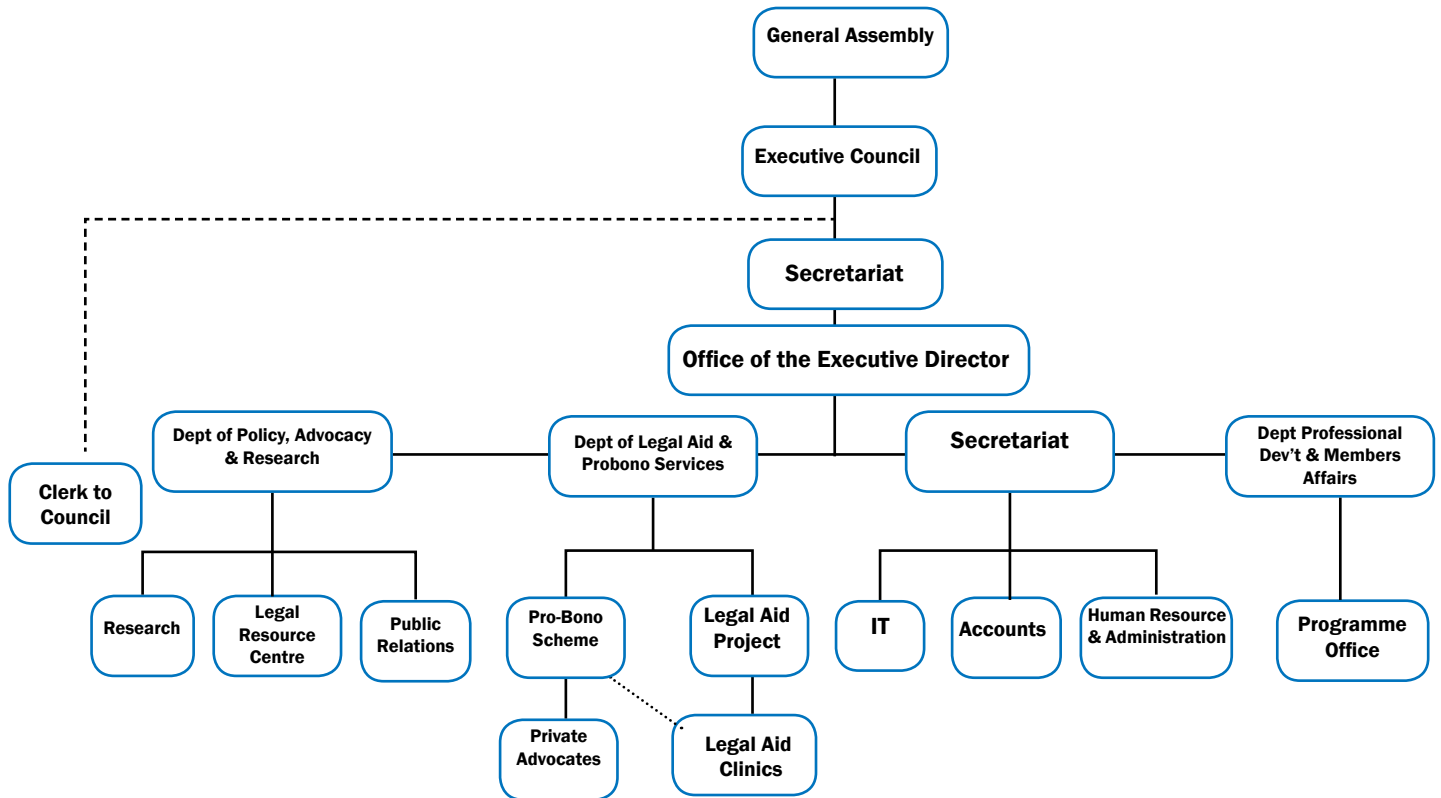 General Assembly
Executive Council
Secretariat
Office of the Executive Director
Dept of Policy, Advocacy
& Research
Dept of Legal Aid &
Probono Services
Secretariat
Dept Professional
Dev't & Members
Affairs
Clerk to
Council
Research
Legal
Resource
Centre
Public
Relations
Pro-Bono
Scheme
Legal Aid
Project
IT
Accounts
Human Resource
& Administration
Programme
Office
Private
Advocates
Legal Aid
Clinics